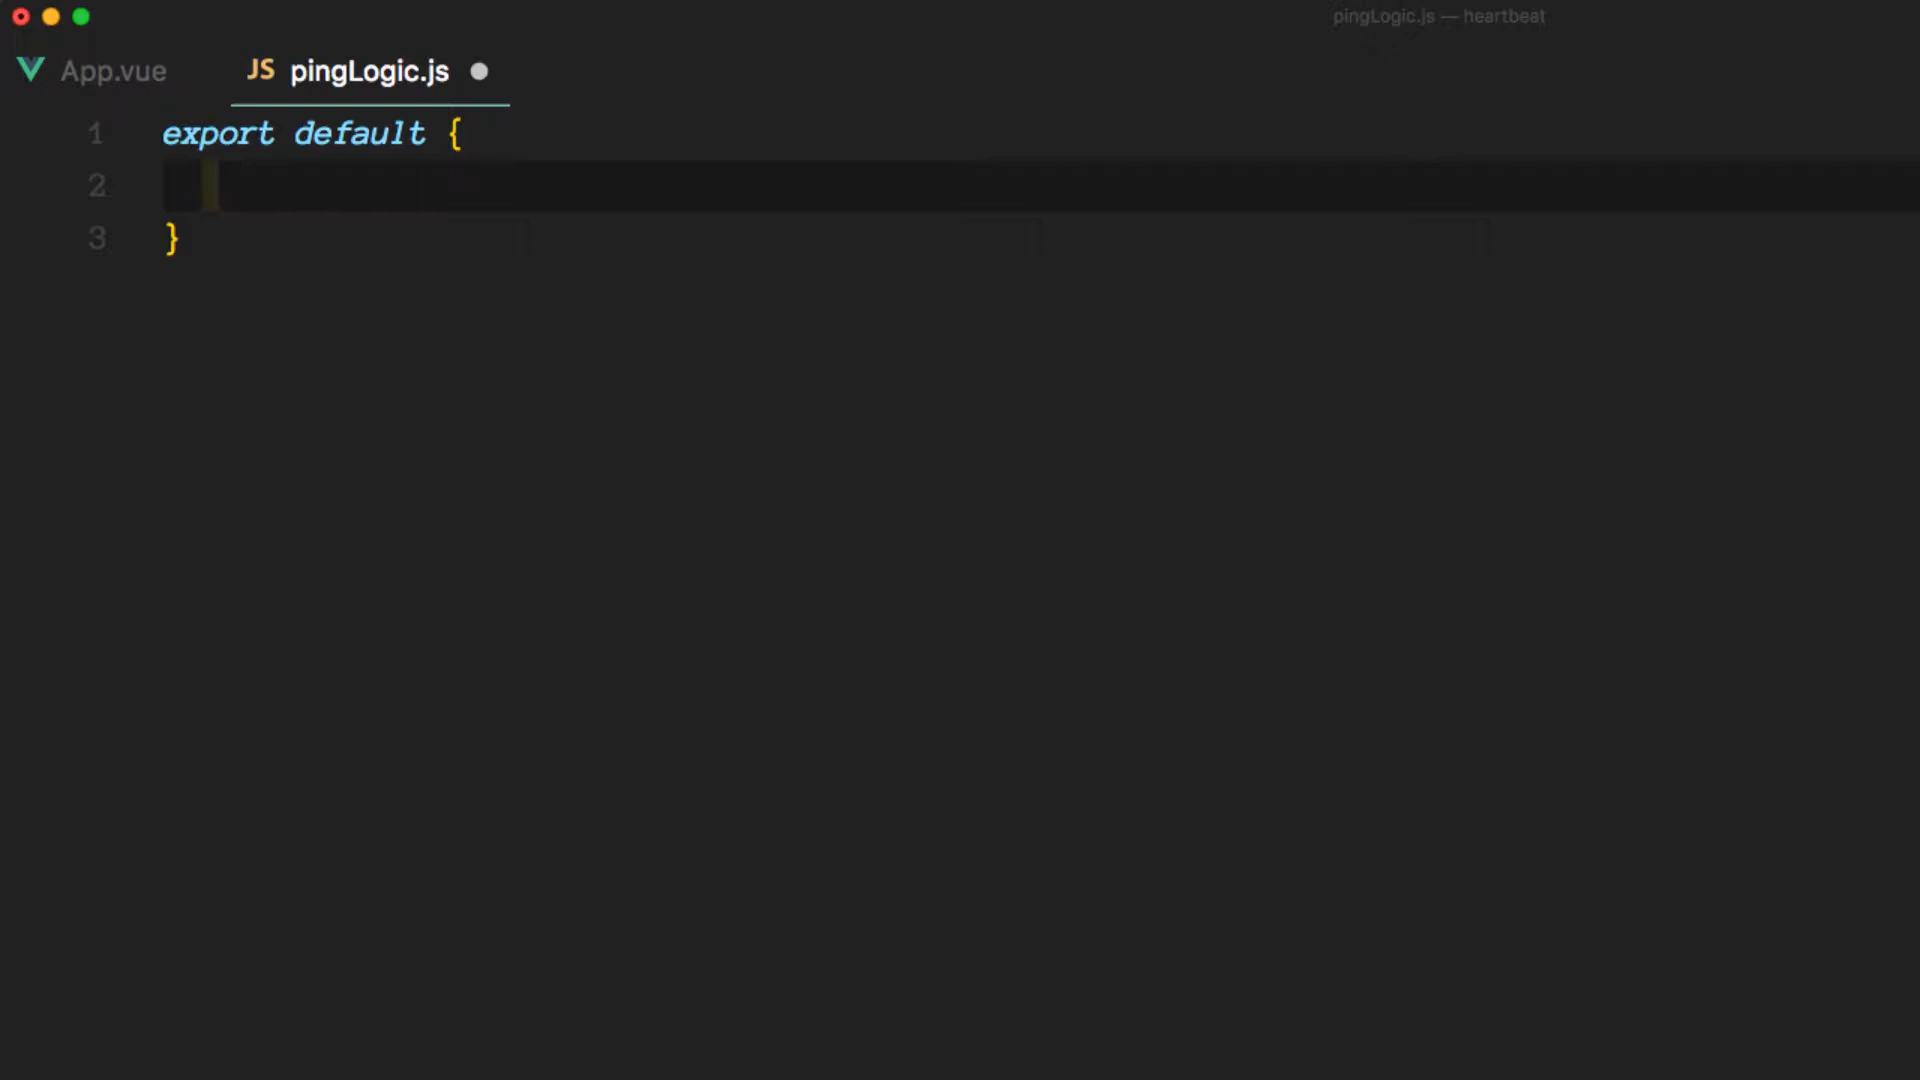 pingLogic.js — heartbeat
App.vue
JS pingLogic.js
1 export default {
2
3 }